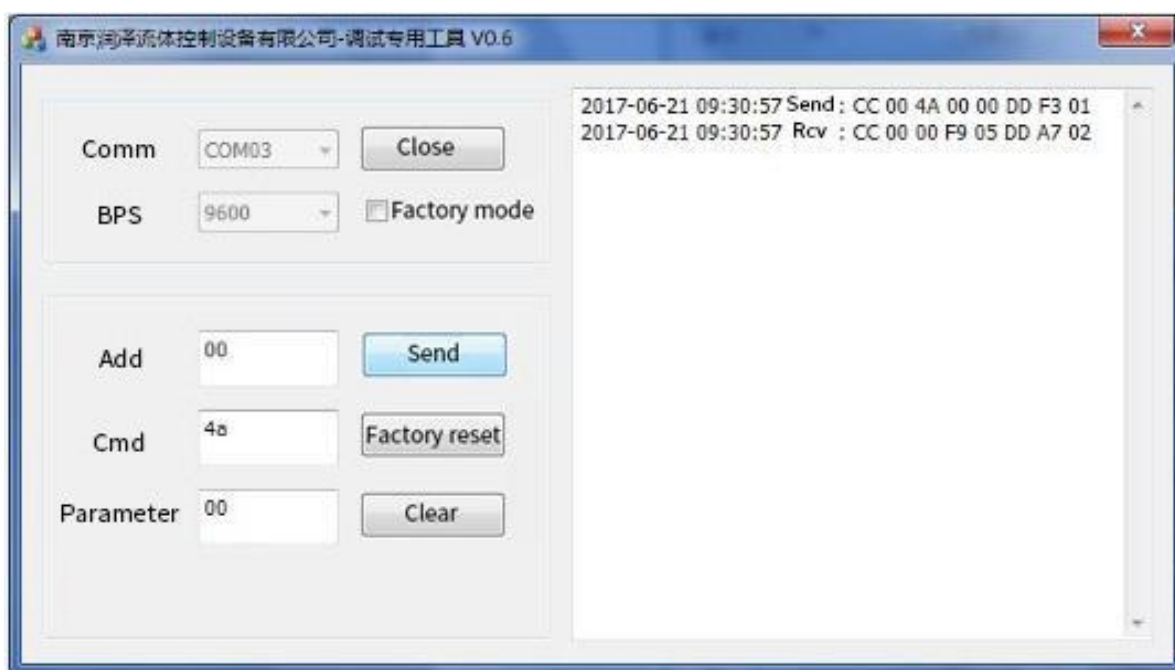 南京润泽流体控制设备有限公司-调试专用工具 V0.6
Comm
COM03
Close
BPS
9600
Factory mode
Add
00
Send
Cmd
4a
Factory reset
Parameter
00
Clear
2017-06-21 09:30:57 Send : CC 00 4A 00 00 DD F3 01
2017-06-21 09:30:57 Rcv : CC 00 00 F9 05 DD A7 02